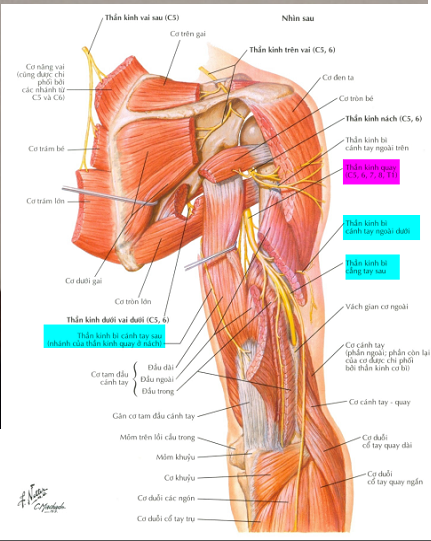 Thần kinh vai sau (C5)
Nhìn sau
Cơ trên gai
Thần kinh trên vai (C5, 6)
Cơ nâng vai
(cũng được chi
phối bởi
các nhánh từ
C5 và C6)
Cơ đen ta
Cơ tròn bé
Thần kinh nách (C5, 6)
Cơ trám bé
Thần kinh bì
cánh tay ngoài trên
Thần kinh quay
(C5, 6, 7, 8, T1)
Cơ trám lớn
Thần kinh bì
cánh tay ngoài dưới
Thần kinh bì
cẳng tay sau
Cơ dưới gai
Cơ tròn lớn
Vách gian cơ ngoài
Thần kinh dưới vai dưới (C5, 6)
Thần kinh bì cánh tay sau
(nhánh của thần kinh quay ở nách)
Cơ cánh tay
(phần ngoài; phần còn lại
của cơ được chi phối
bởi thần kinh cơ bì)
Cơ tam đầu
cánh tay
Đầu dài
Đầu ngoài
Đầu trong
Cơ cánh tay - quay
Gân cơ tam đầu cánh tay
Mỏm trên lồi cầu trong
Cơ duỗi
cổ tay quay dài
Mỏm khuỷu
Cơ khuỷu
Cơ duỗi
cổ tay quay ngắn
Cơ duỗi các ngón
Cơ duỗi cổ tay trụ
F. Netter
C. Machado